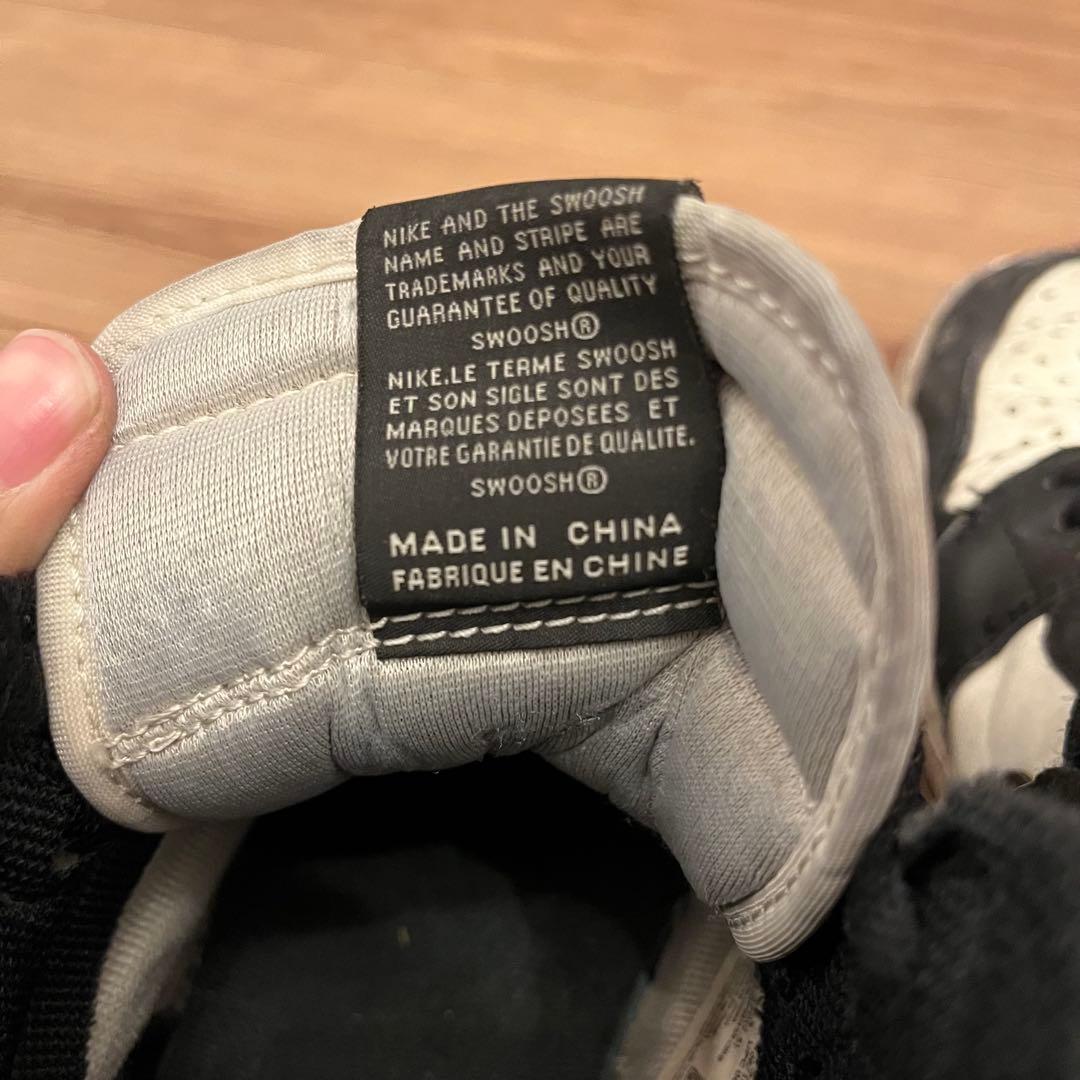 NIKE AND THE SWOOSH
NAME AND STRIPE ARE
TRADEMARKS AND YOUR
GUARANTEE OF QUALITY
SWOOSH®
NIKE.LE TERME SWOOSH
ET SON SIGLE SONT DES
MARQUES DEPOSEES ET
VOTRE GARANTIE DE QUALITE.
SWOOSH®
MADE IN CHINA
FABRIQUE EN CHINE